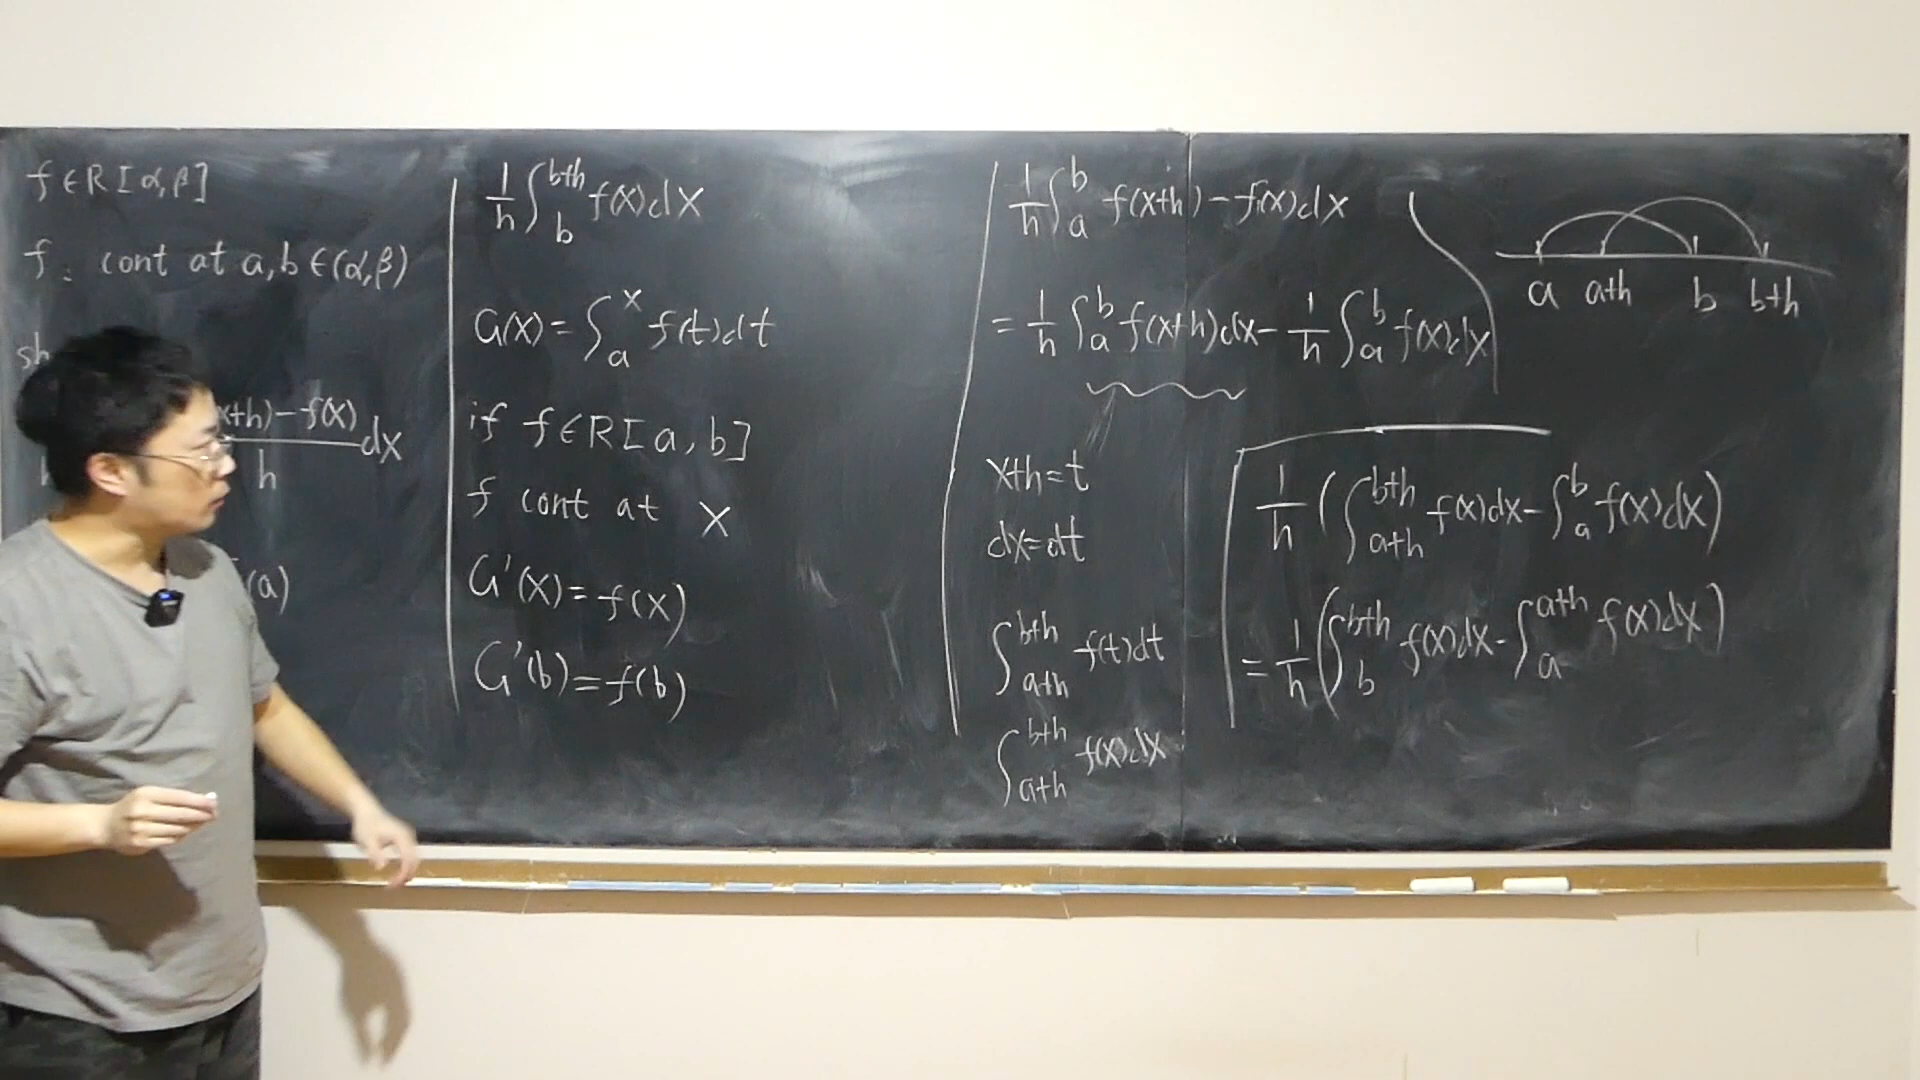 f∈R[α,β]
f: cont at a,b∈(α,β)
sh
x+h)-f(x)
dx
h
(a)
1/h ∫_b^{b+h} f(x)dx
G(x)=∫_a^x f(t)dt
if f∈R[a,b]
f cont at x
G'(x)=f(x)
G'(b)=f(b)
1/h ∫_a^b f(x+h)-f(x)dx
=1/h ∫_a^b f(x+h)dx-1/h ∫_a^b f(x)dx
x+h=t
dx=dt
∫_{a+h}^{b+h} f(t)dt
∫_{a+h}^{b+h} f(x)dx
a a+h b b+h
1/h (∫_{a+h}^{b+h} f(x)dx-∫_a^b f(x)dx)
=1/h (∫_b^{b+h} f(x)dx-∫_a^{a+h} f(x)dx)